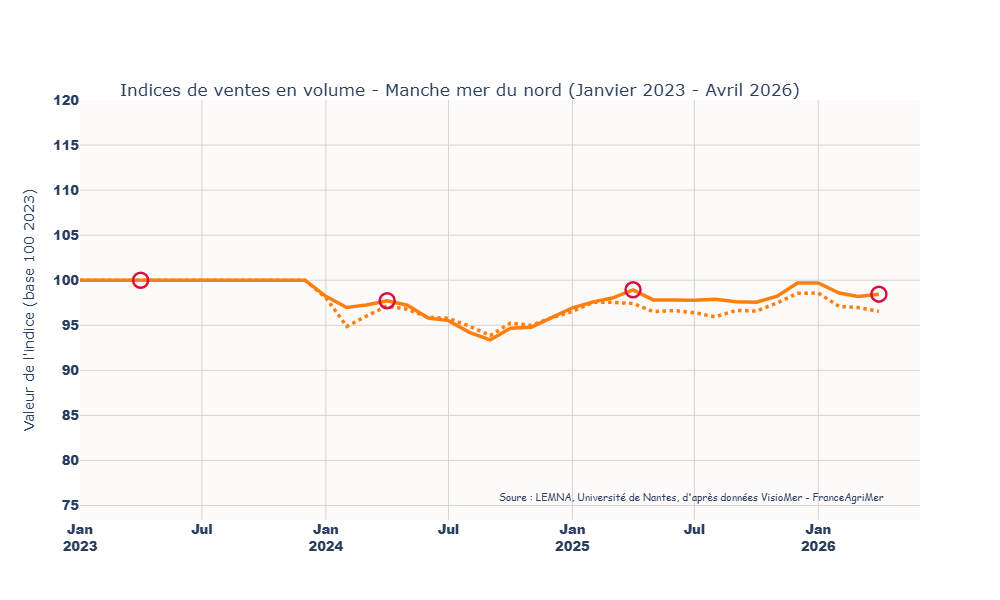 Indices de ventes en volume - Manche mer du nord (Janvier 2023 - Avril 2026)
Valeur de l'indice (base 100 2023)
120
115
110
105
100
95
90
85
80
75
Soure : LEMNA, Université de Nantes, d'après données VisioMer - FranceAgriMer
Jan Jul Jan Jul Jan Jul Jan
2023 2024 2025 2026